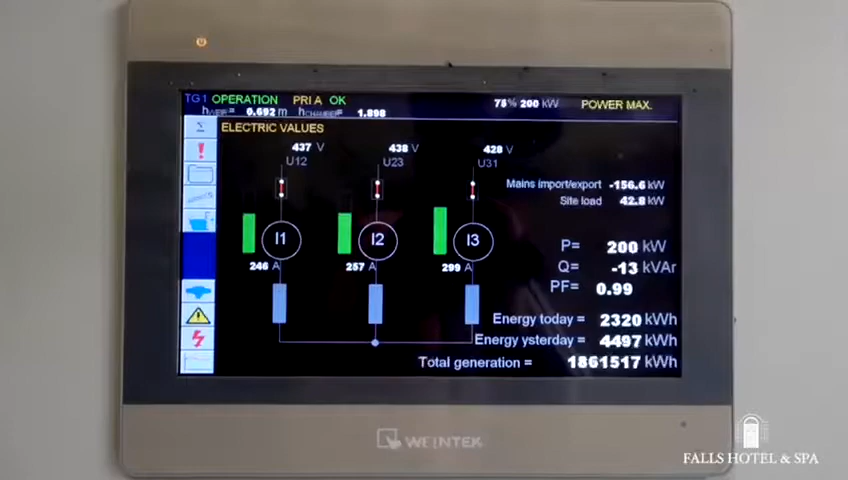 TG1 OPERATION PRI A OK 75% 200 kW POWER MAX.
hWEIR= 0.692 m hCHAMBER= 1.898
ELECTRIC VALUES
437 V 438 V 428 V
U12 U23 U31
Mains import/export -156.6 kW
Site load 42.8 kW
I1 I2 I3
P= 200 kW
246 A 257 A 299 A
Q= -13 kVAr
PF= 0.99
Energy today = 2320 kWh
Energy ysterday = 4497 kWh
Total generation = 1861517 kWh
WEINTEK
FALLS HOTEL & SPA